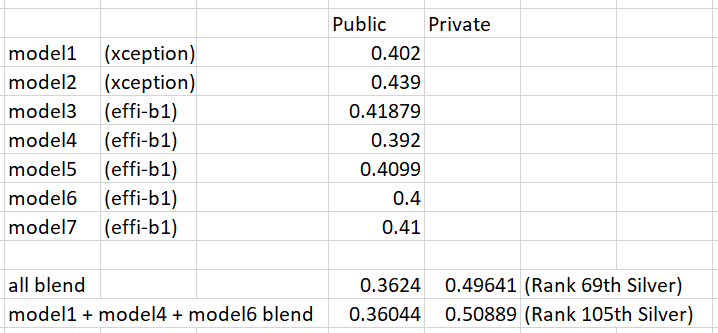 Public Private
model1 (xception) 0.402
model2 (xception) 0.439
model3 (effi-b1) 0.41879
model4 (effi-b1) 0.392
model5 (effi-b1) 0.4099
model6 (effi-b1) 0.4
model7 (effi-b1) 0.41
all blend 0.3624 0.49641 (Rank 69th Silver)
model1 + model4 + model6 blend 0.36044 0.50889 (Rank 105th Silver)